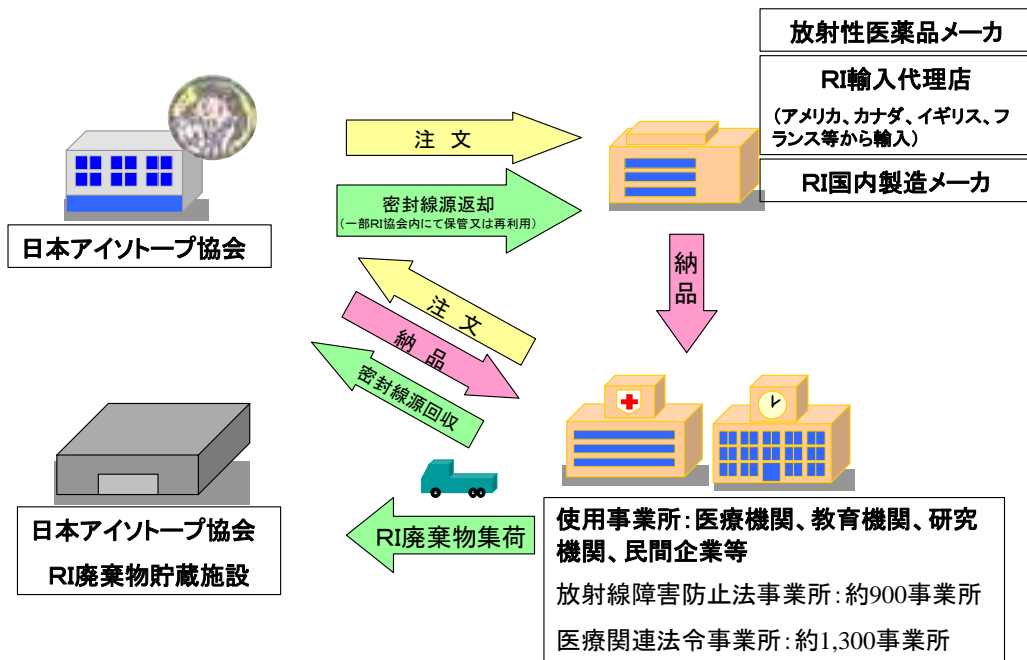 放射性医薬品メーカ
RI輸入代理店
(アメリカ、カナダ、イギリス、フ
ランス等から輸入)
RI国内製造メーカ
注 文
密封線源返却
(一部RI協会内にて保管又は再利用)
日本アイソトープ協会
納
品
注 文
納 品
密封線源回収
RI廃棄物集荷
日本アイソトープ協会
RI廃棄物貯蔵施設
使用事業所:医療機関、教育機関、研究
機関、民間企業等
放射線障害防止法事業所:約900事業所
医療関連法令事業所:約1,300事業所